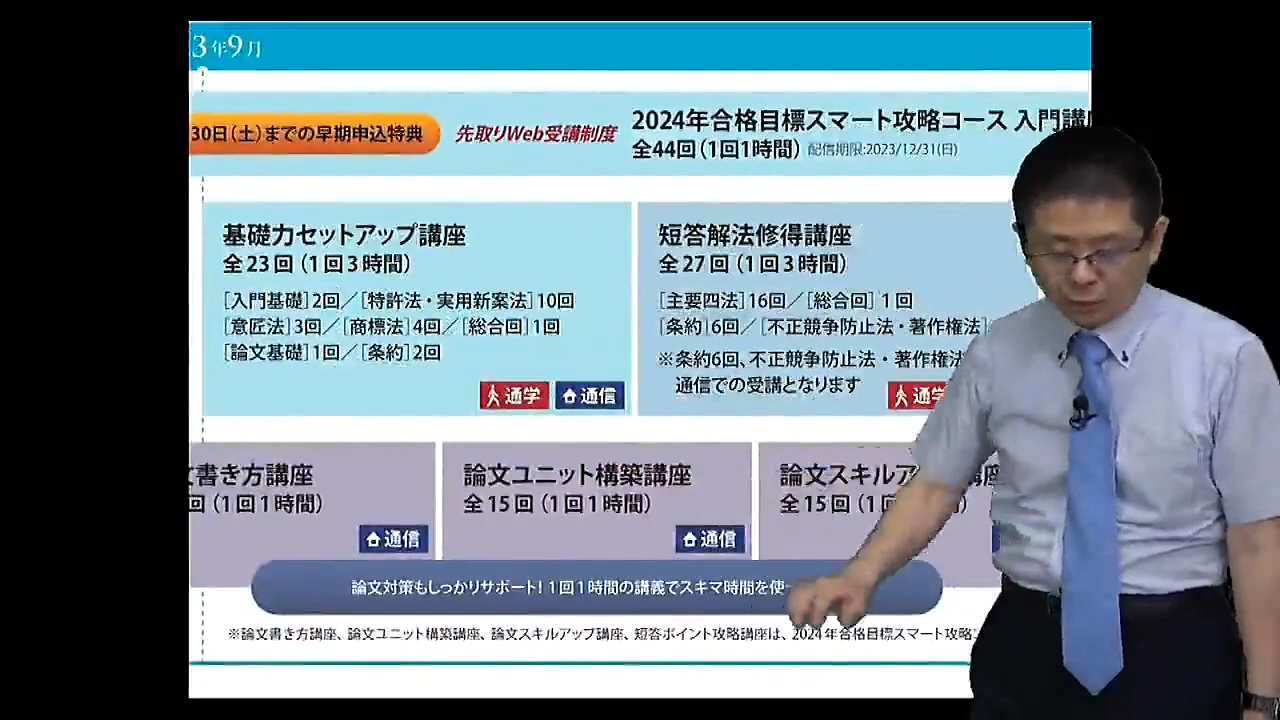 3年9月
30日(土)までの早期申込特典
先取りWeb受講制度
2024年合格目標スマート攻略コース 入門講
全44回(1回1時間) 配信期限:2023/12/31(日)
基礎力セットアップ講座
全23回(1回3時間)
[入門基礎]2回/[特許法・実用新案法]10回
[意匠法]3回/[商標法]4回/[総合回]1回
[論文基礎]1回/[条約]2回
通学 通信
短答解法修得講座
全27回(1回3時間)
[主要四法]16回/[総合回]1回
[条約]6回/[不正競争防止法・著作権法]
※条約6回、不正競争防止法・著作権法
通信での受講となります
通学
書き方講座
回(1回1時間)
通信
論文ユニット構築講座
全15回(1回1時間)
通信
論文スキルア 講座
全15回(1回
論文対策もしっかりサポート!1回1時間の講義でスキマ時間を使
※論文書き方講座、論文ユニット構築講座、論文スキルアップ講座、短答ポイント攻略講座は、2024年合格目標スマート攻略